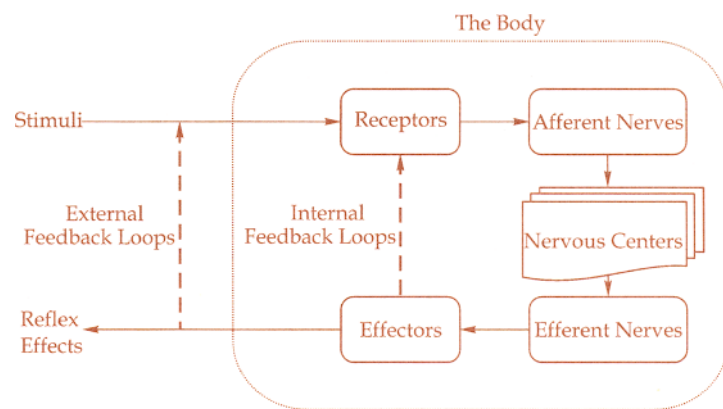 The Body
Stimuli
Receptors
Afferent Nerves
External
Feedback Loops
Internal
Feedback Loops
Nervous Centers
Reflex
Effects
Effectors
Efferent Nerves